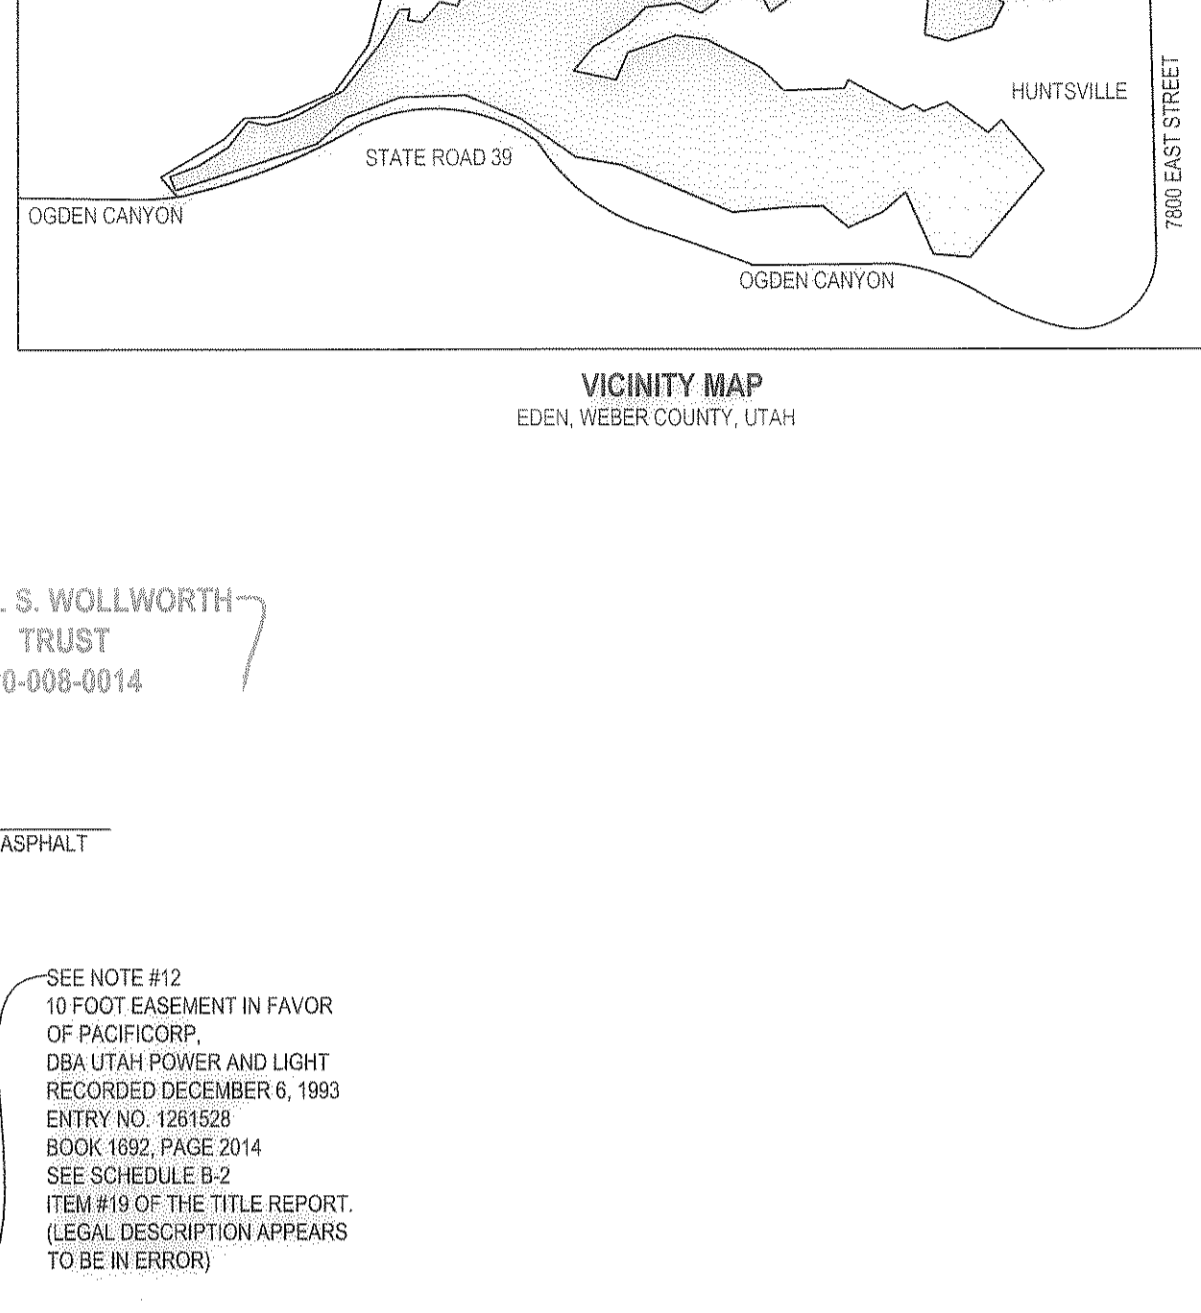 HUNTSVILLE
7800 EAST STREET
STATE ROAD 39
OGDEN CANYON
OGDEN CANYON
VICINITY MAP
EDEN, WEBER COUNTY, UTAH
. S. WOLLWORTH
TRUST
0-008-0014
ASPHALT
SEE NOTE #12
10 FOOT EASEMENT IN FAVOR
OF PACIFICORP,
DBA UTAH POWER AND LIGHT
RECORDED DECEMBER 6, 1993
ENTRY NO. 1261528
BOOK 1692, PAGE 2014
SEE SCHEDULE B-2
ITEM #19 OF THE TITLE REPORT.
(LEGAL DESCRIPTION APPEARS
TO BE IN ERROR)